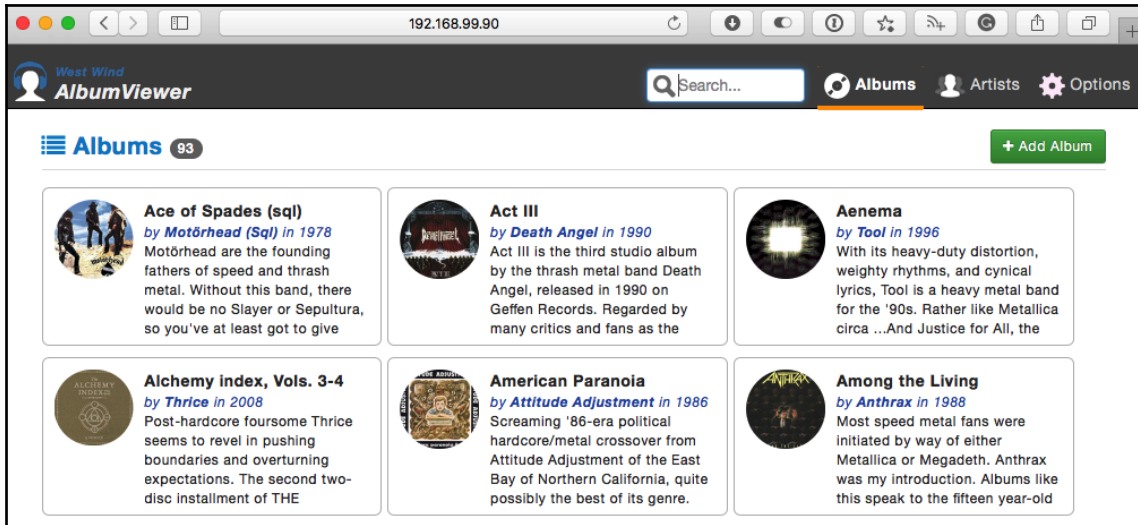 192.168.99.90
West Wind
AlbumViewer
Search...
Albums
Artists
Options
Albums 93
+ Add Album
Ace of Spades (sql)
by Motörhead (Sql) in 1978
Motörhead are the founding
fathers of speed and thrash
metal. Without this band, there
would be no Slayer or Sepultura,
so you've at least got to give
Act III
by Death Angel in 1990
Act III is the third studio album
by the thrash metal band Death
Angel, released in 1990 on
Geffen Records. Regarded by
many critics and fans as the
Aenema
by Tool in 1996
With its heavy-duty distortion,
weighty rhythms, and cynical
lyrics, Tool is a heavy metal band
for the '90s. Rather like Metallica
circa ...And Justice for All, the
THE
ALCHEMY
INDEX
Alchemy index, Vols. 3-4
by Thrice in 2008
Post-hardcore foursome Thrice
seems to revel in pushing
boundaries and overturning
expectations. The second two-
disc installment of THE
American Paranoia
by Attitude Adjustment in 1986
Screaming '86-era political
hardcore/metal crossover from
Attitude Adjustment of the East
Bay of Northern California, quite
possibly the best of its genre.
ANTHRAX
Among the Living
by Anthrax in 1988
Most speed metal fans were
initiated by way of either
Metallica or Megadeth. Anthrax
was my introduction. Albums like
this speak to the fifteen year-old